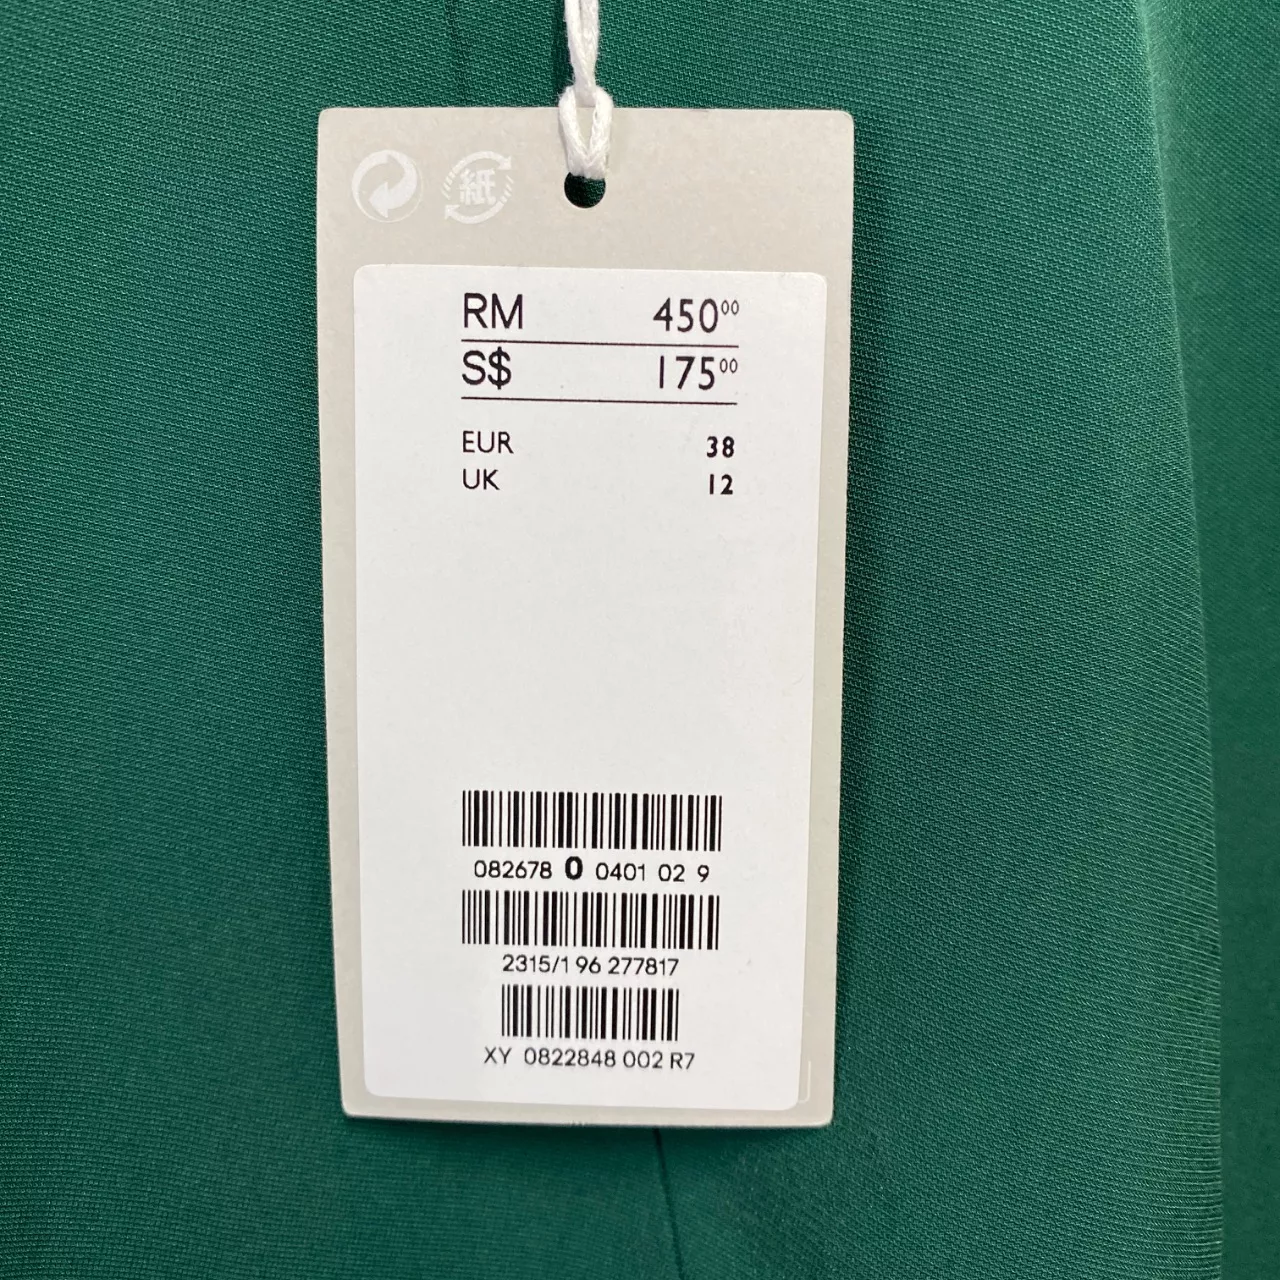 紙
RM 450⁰⁰
S$ 175⁰⁰
EUR 38
UK 12
082678 0 0401 02 9
2315/1 96 277817
XY 0822848 002 R7